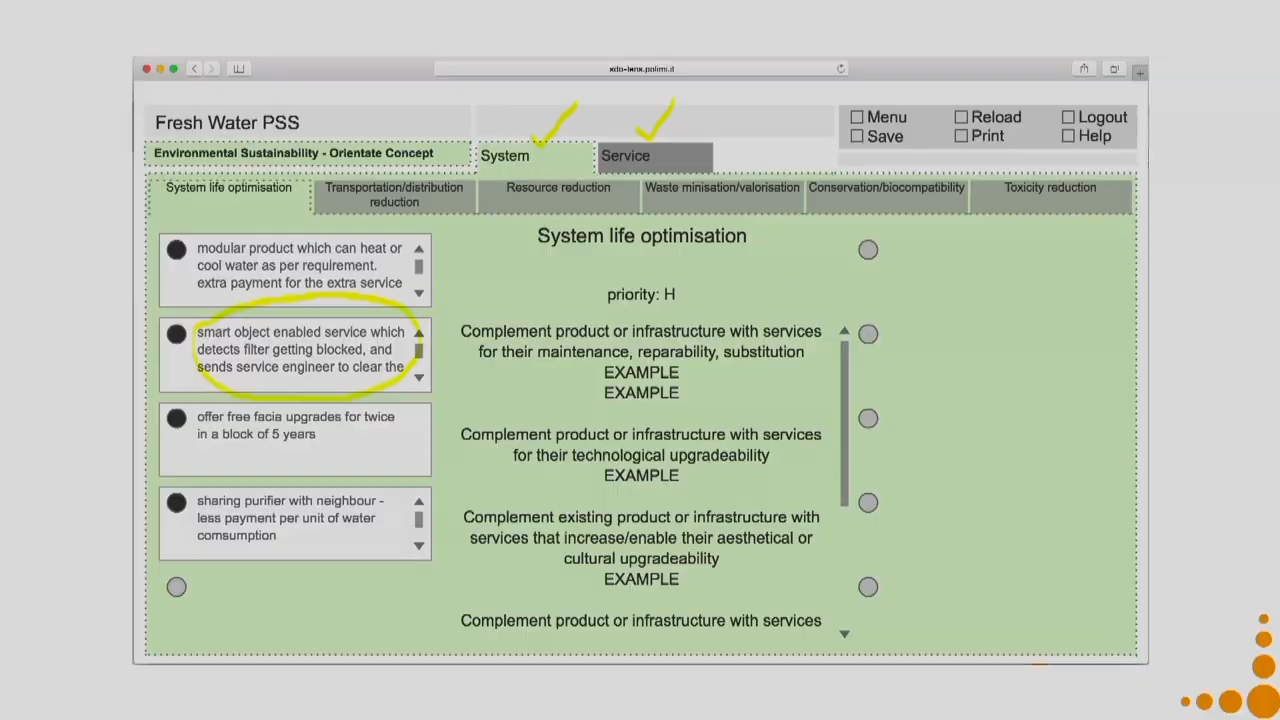 sdo-lens.polimi.it
Fresh Water PSS
Menu
Reload
Logout
Save
Print
Help
Environmental Sustainability - Orientate Concept
System
Service
System life optimisation
Transportation/distribution
reduction
Resource reduction
Waste minisation/valorisation
Conservation/biocompatibility
Toxicity reduction
modular product which can heat or
cool water as per requirement.
extra payment for the extra service
smart object enabled service which
detects filter getting blocked, and
sends service engineer to clear the
offer free facia upgrades for twice
in a block of 5 years
sharing purifier with neighbour -
less payment per unit of water
comsumption
System life optimisation
priority: H
Complement product or infrastructure with services
for their maintenance, reparability, substitution
EXAMPLE
EXAMPLE
Complement product or infrastructure with services
for their technological upgradeability
EXAMPLE
Complement existing product or infrastructure with
services that increase/enable their aesthetical or
cultural upgradeability
EXAMPLE
Complement product or infrastructure with services